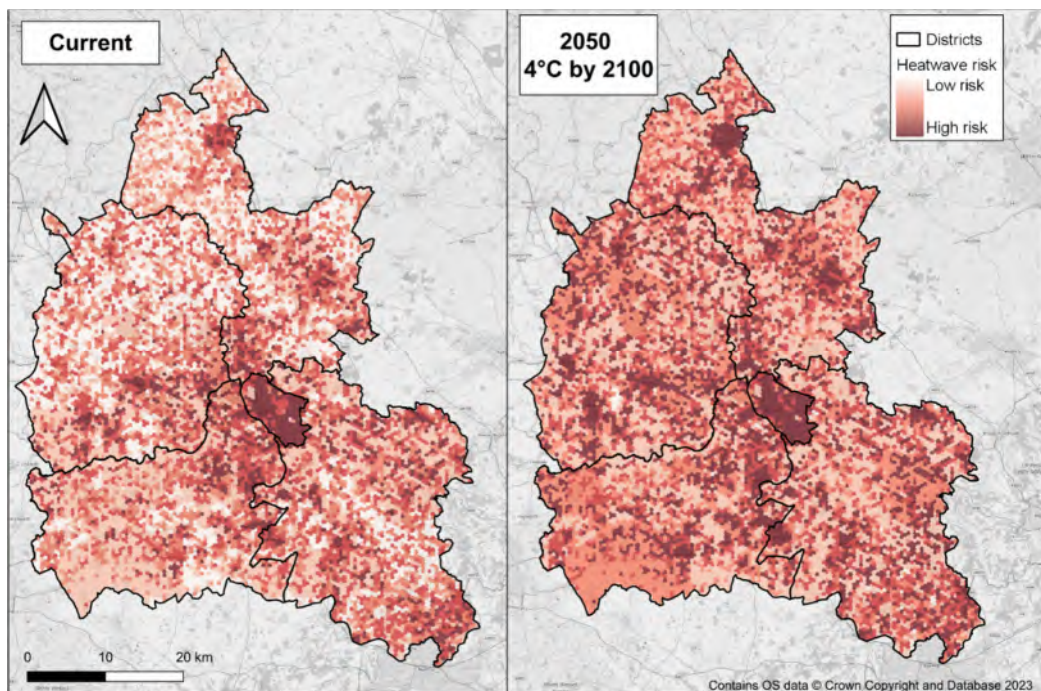 Current
0 10 20 km
2050
4°C by 2100
Districts
Heatwave risk
Low risk
High risk
Contains OS data © Crown Copyright and Database 2023